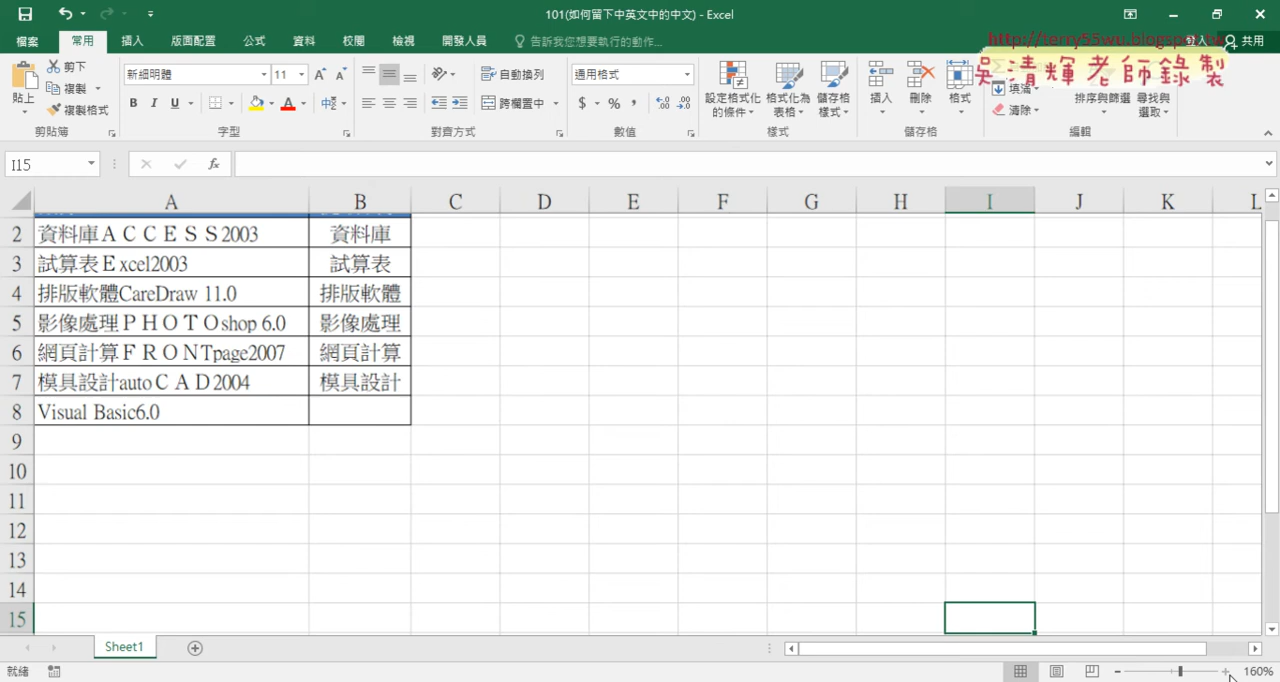 101(如何留下中英文中的中文) - Excel
檔案 常用 插入 版面配置 公式 資料 校閱 檢視 開發人員 告訴我您想要執行的動作... 登入 共用
http://terry55wu.blogspot.tw
吳清輝老師錄製
貼上 剪下 複製 複製格式 剪貼簿
新細明體 11 A A B I U A 中 字型
自動換列 跨欄置中 對齊方式
通用格式 $ % , 數值
設定格式化的條件 格式化為表格 儲存格樣式 樣式
插入 刪除 格式 儲存格
填滿 清除 排序與篩選 尋找與選取 編輯
I15 fx
A B C D E F G H I J K L
2 資料庫ＡＣＣＥＳＳ2003 資料庫
3 試算表Ｅxcel2003 試算表
4 排版軟體CareDraw 11.0 排版軟體
5 影像處理ＰＨＯＴＯshop 6.0 影像處理
6 網頁計算ＦＲＯＮTpage2007 網頁計算
7 模具設計autoＣＡＤ2004 模具設計
8 Visual Basic6.0
9
10
11
12
13
14
15
Sheet1
就緒 160%